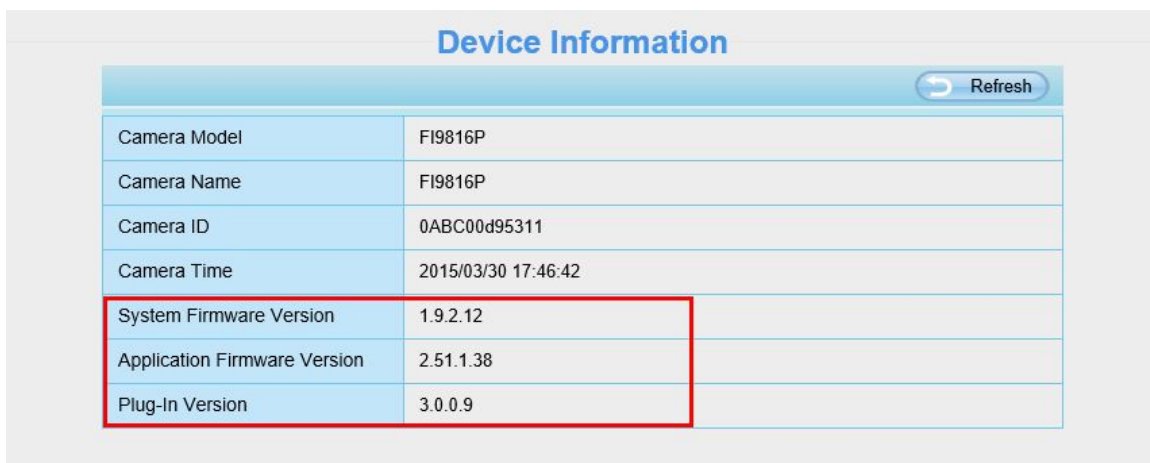 Device Information
Refresh
Camera Model FI9816P
Camera Name FI9816P
Camera ID 0ABC00d95311
Camera Time 2015/03/30 17:46:42
System Firmware Version 1.9.2.12
Application Firmware Version 2.51.1.38
Plug-In Version 3.0.0.9